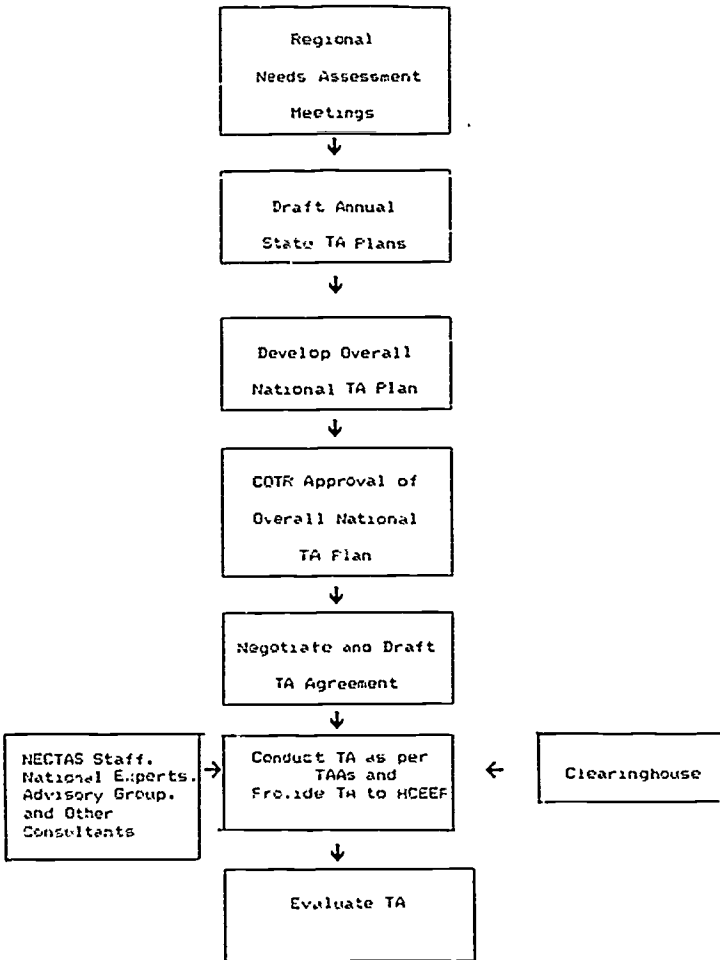 Regional
Needs Assessment
Meetings
Draft Annual
State TA Plans
Develop Overall
National TA Plan
COTR Approval of
Overall National
TA Plan
Negotiate and Draft
TA Agreement
NECTAS Staff.
National Experts.
Advisory Group.
and Other
Consultants
Conduct TA as per
TAAs and
Provide TA to HCEEP
Clearinghouse
Evaluate TA